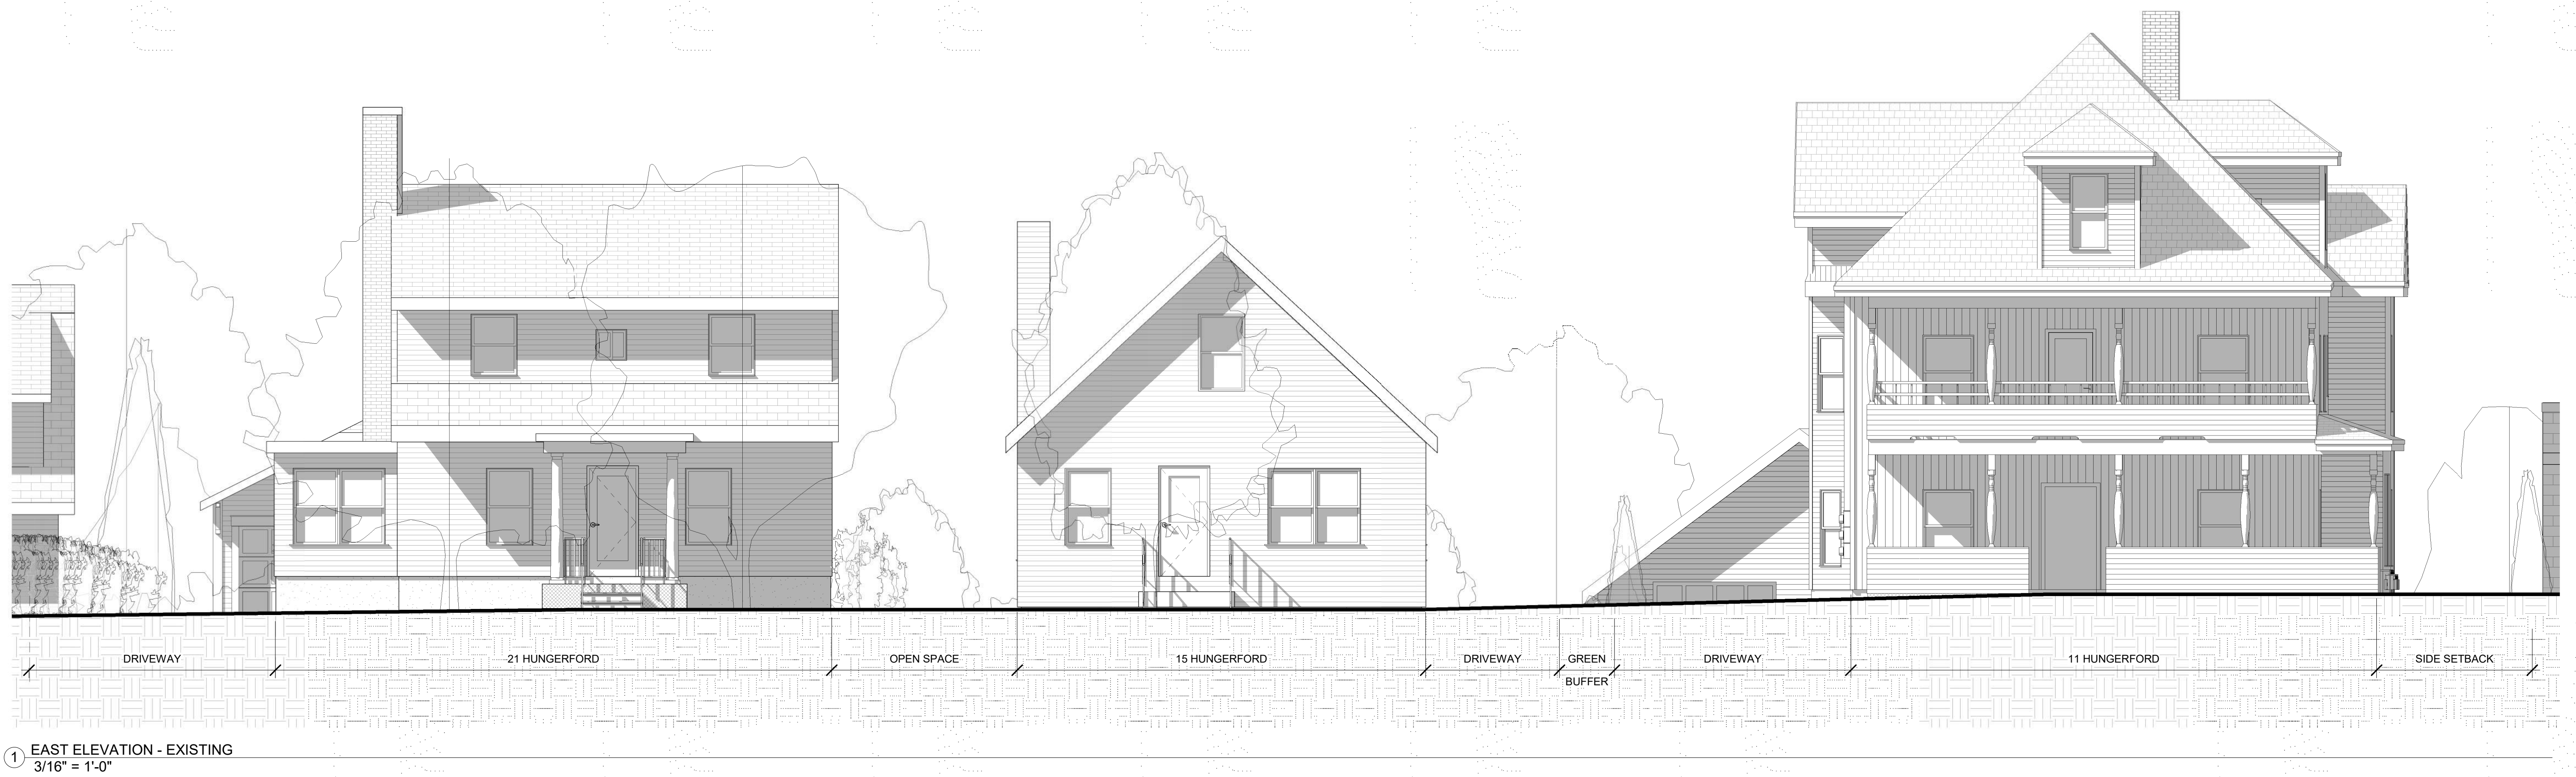 DRIVEWAY
21 HUNGERFORD
OPEN SPACE
15 HUNGERFORD
DRIVEWAY
GREEN
BUFFER
DRIVEWAY
11 HUNGERFORD
SIDE SETBACK
1
EAST ELEVATION - EXISTING
3/16" = 1'-0"